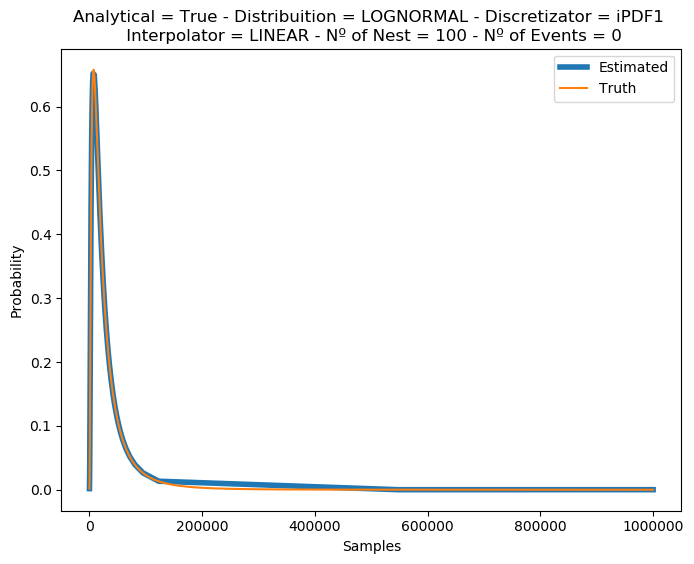 Analytical = True - Distribuition = LOGNORMAL - Discretizator = iPDF1
Interpolator = LINEAR - Nº of Nest = 100 - Nº of Events = 0
Estimated
Truth
0.6
0.5
0.4
0.3
0.2
0.1
0.0
Probability
0 200000 400000 600000 800000 1000000
Samples